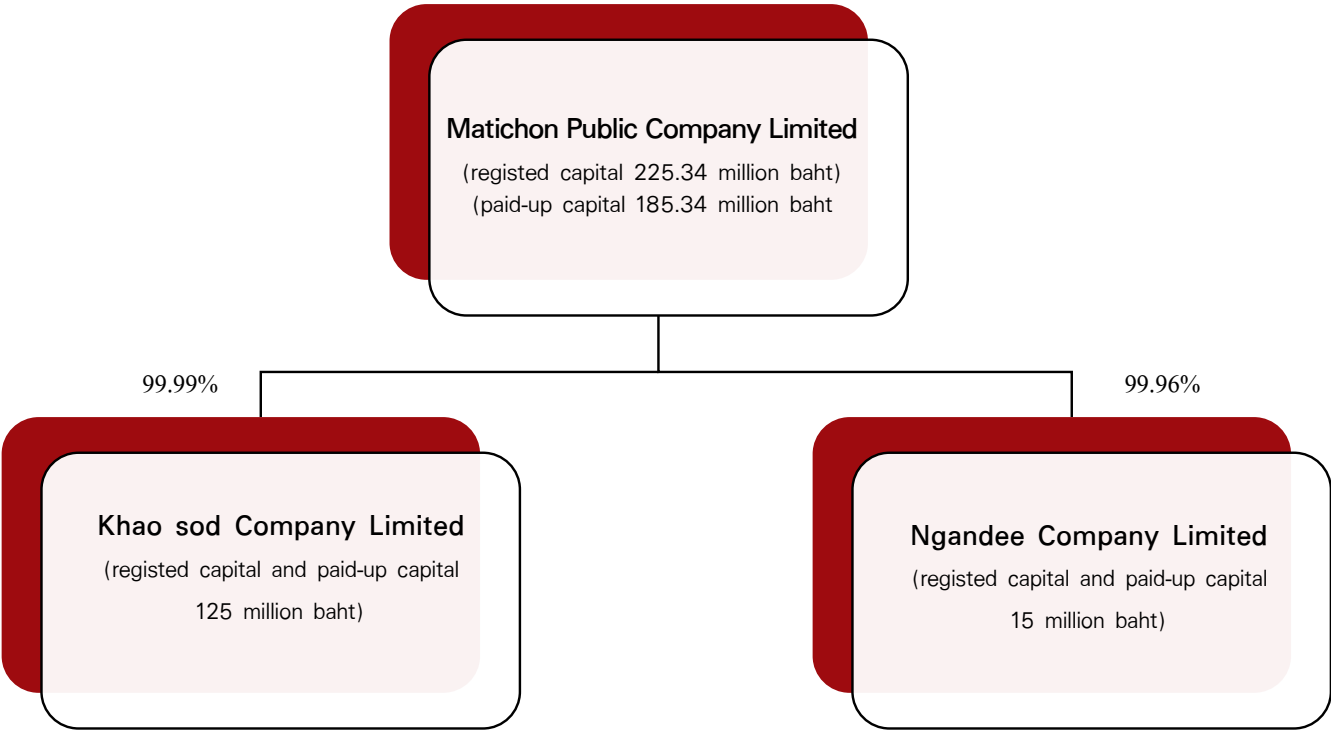 Matichon Public Company Limited
(registed capital 225.34 million baht)
(paid-up capital 185.34 million baht
99.99%
99.96%
Khao sod Company Limited
(registed capital and paid-up capital
125 million baht)
Ngandee Company Limited
(registed capital and paid-up capital
15 million baht)